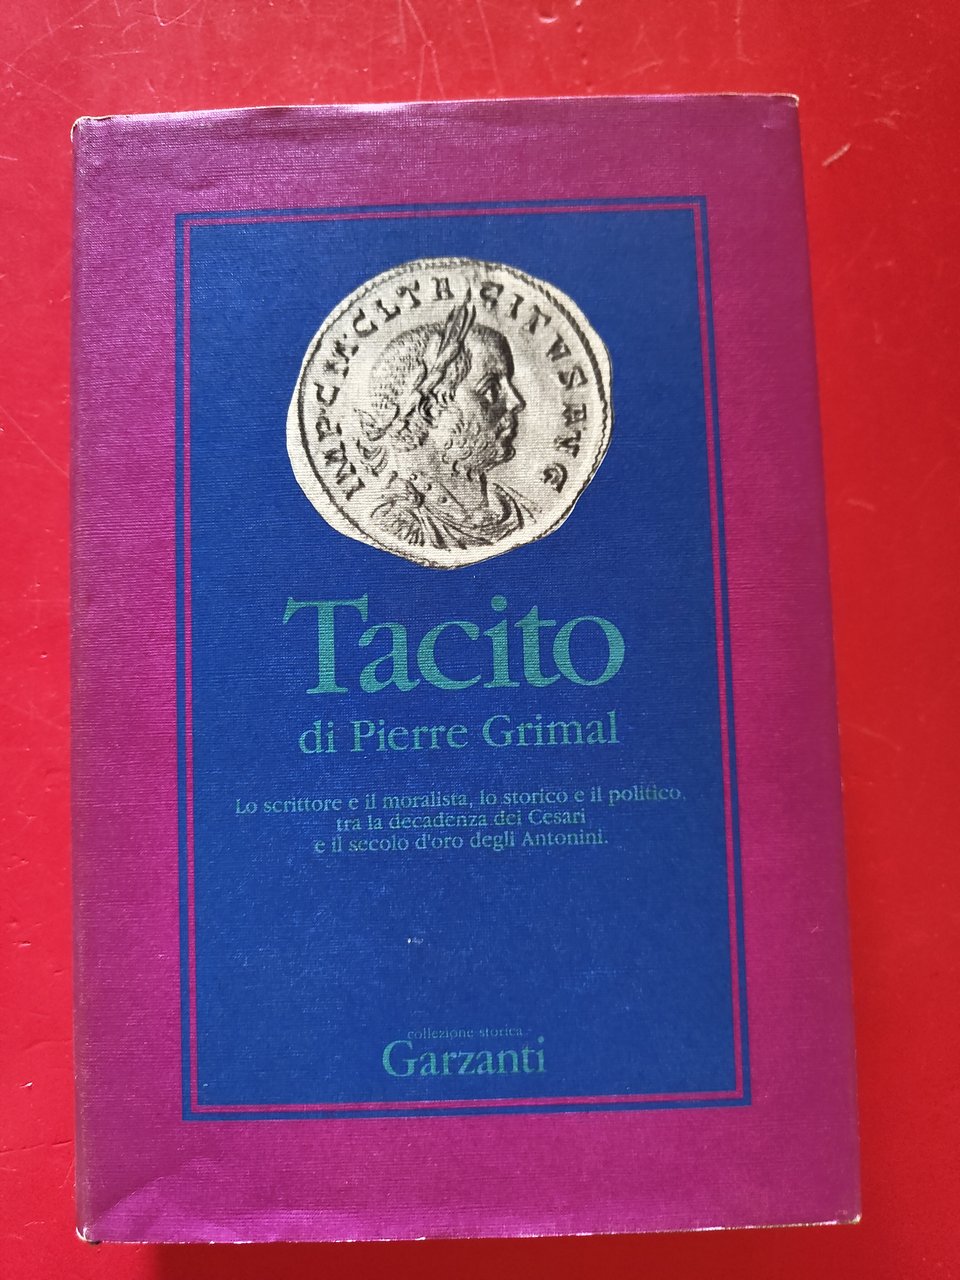 IMP·C·M·CL·TACITVS·AVG
Tacito
di Pierre Grimal
Lo scrittore e il moralista, lo storico e il politico,
tra la decadenza dei Cesari
e il secolo d'oro degli Antonini.
collezione storica
Garzanti